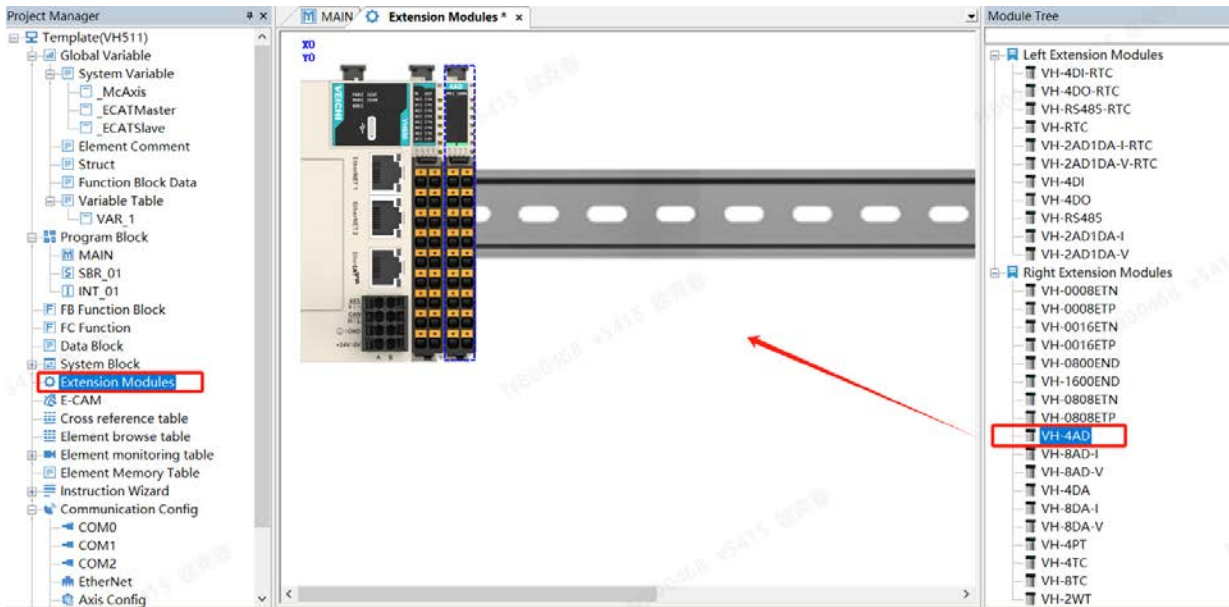 Project Manager
Template(VH511)
Global Variable
System Variable
_McAxis
_ECATMaster
_ECATSlave
Element Comment
Struct
Function Block Data
Variable Table
VAR_1
Program Block
MAIN
SBR_01
INT_01
FB Function Block
FC Function
Data Block
System Block
Extension Modules
E-CAM
Cross reference table
Element browse table
Element monitoring table
Element Memory Table
Instruction Wizard
Communication Config
COM0
COM1
COM2
EtherNet
Axis Config
MAIN
Extension Modules *
X0
Y0
VEICHI
4AD
EtherNET 1
EtherNET 2
EtherCAT
A B
Module Tree
Left Extension Modules
VH-4DI-RTC
VH-4DO-RTC
VH-RS485-RTC
VH-RTC
VH-2AD1DA-I-RTC
VH-2AD1DA-V-RTC
VH-4DI
VH-4DO
VH-RS485
VH-2AD1DA-I
VH-2AD1DA-V
Right Extension Modules
VH-0008ETN
VH-0008ETP
VH-0016ETN
VH-0016ETP
VH-0800END
VH-1600END
VH-0808ETN
VH-0808ETP
VH-4AD
VH-8AD-I
VH-8AD-V
VH-4DA
VH-8DA-I
VH-8DA-V
VH-4PT
VH-4TC
VH-8TC
VH-2WT